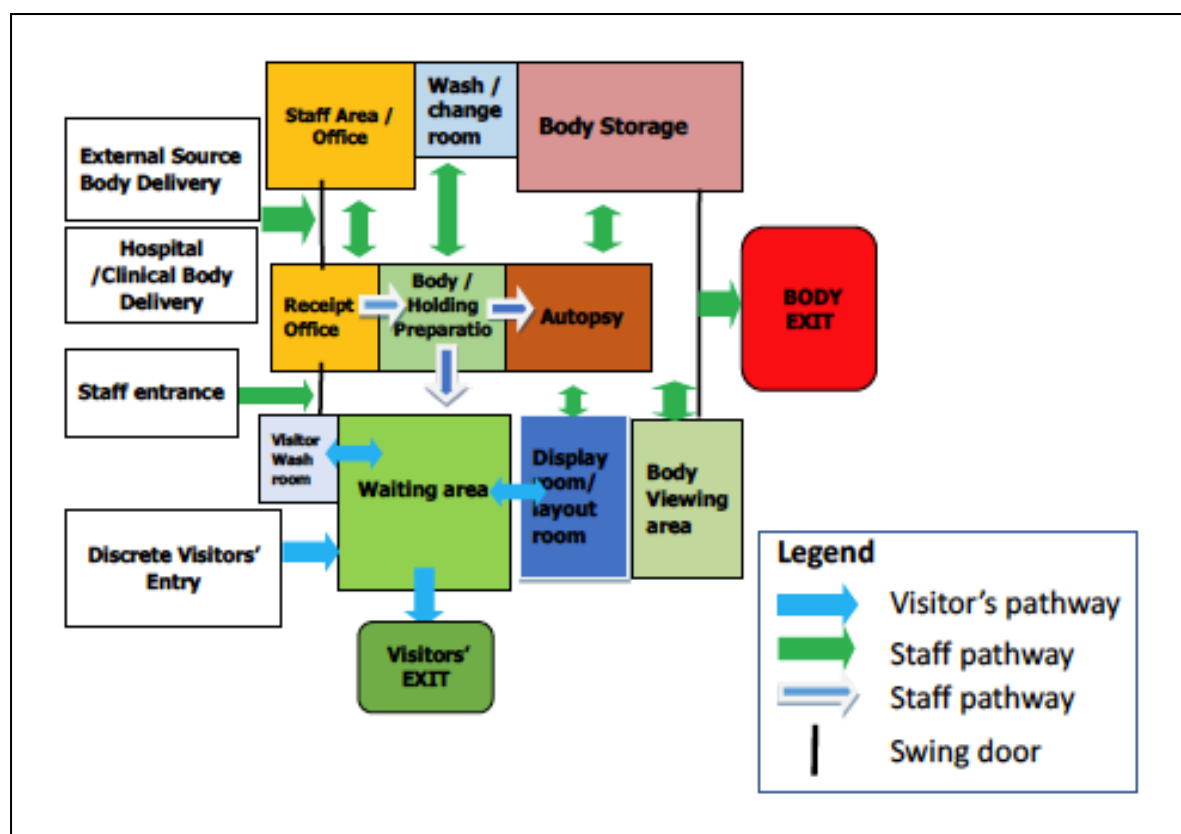 Staff Area /
Office
Wash /
change
room
Body Storage
External Source
Body Delivery
Hospital
/Clinical Body
Delivery
Receipt
Office
Body /
Holding
Preparatio
Autopsy
BODY
EXIT
Staff entrance
Visitor
Wash
room
Waiting area
Display
room/
layout
room
Body
Viewing
area
Discrete Visitors'
Entry
Visitors'
EXIT
Legend
Visitor's pathway
Staff pathway
Staff pathway
Swing door